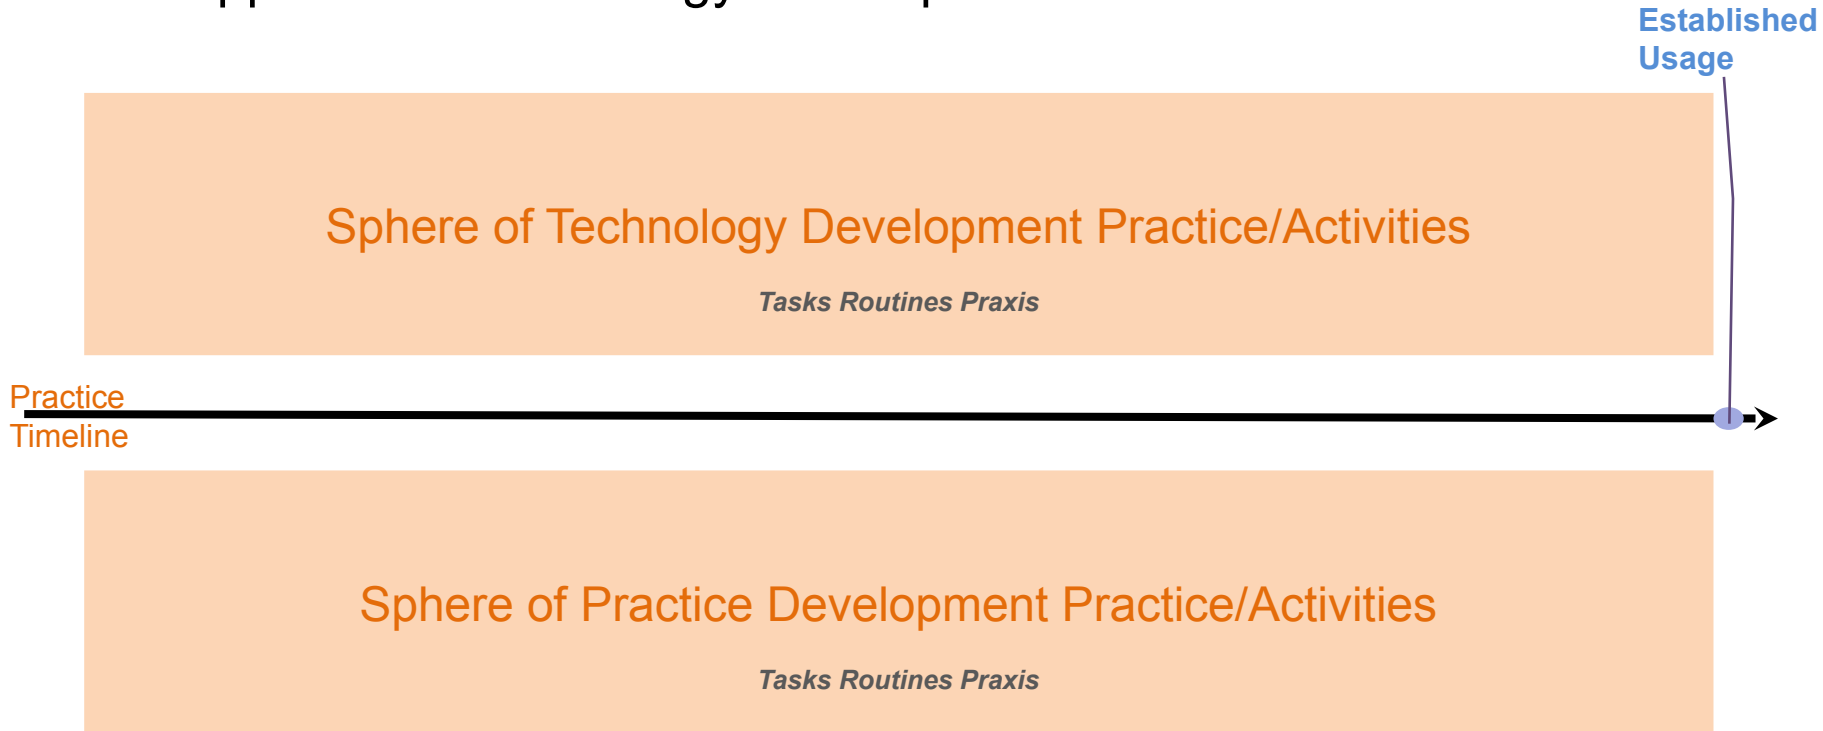 Established
Usage
Sphere of Technology Development Practice/Activities
Tasks Routines Praxis
Practice
Timeline
Sphere of Practice Development Practice/Activities
Tasks Routines Praxis